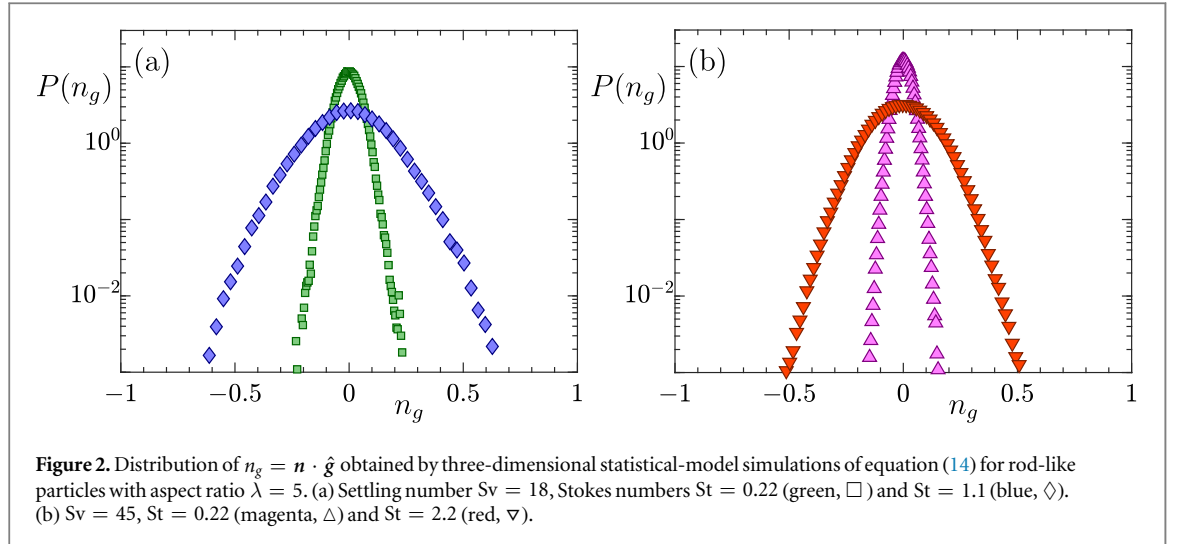 (a)
P(n_g)
10^0
10^{−2}
−1 −0.5 0 0.5 1
n_g
(b)
P(n_g)
10^0
10^{−2}
−1 −0.5 0 0.5 1
n_g
Figure 2. Distribution of n_g = n · ĝ obtained by three-dimensional statistical-model simulations of equation (14) for rod-like
particles with aspect ratio λ = 5. (a) Settling number Sv = 18, Stokes numbers St = 0.22 (green, □) and St = 1.1 (blue, ◊).
(b) Sv = 45, St = 0.22 (magenta, △) and St = 2.2 (red, ▿).